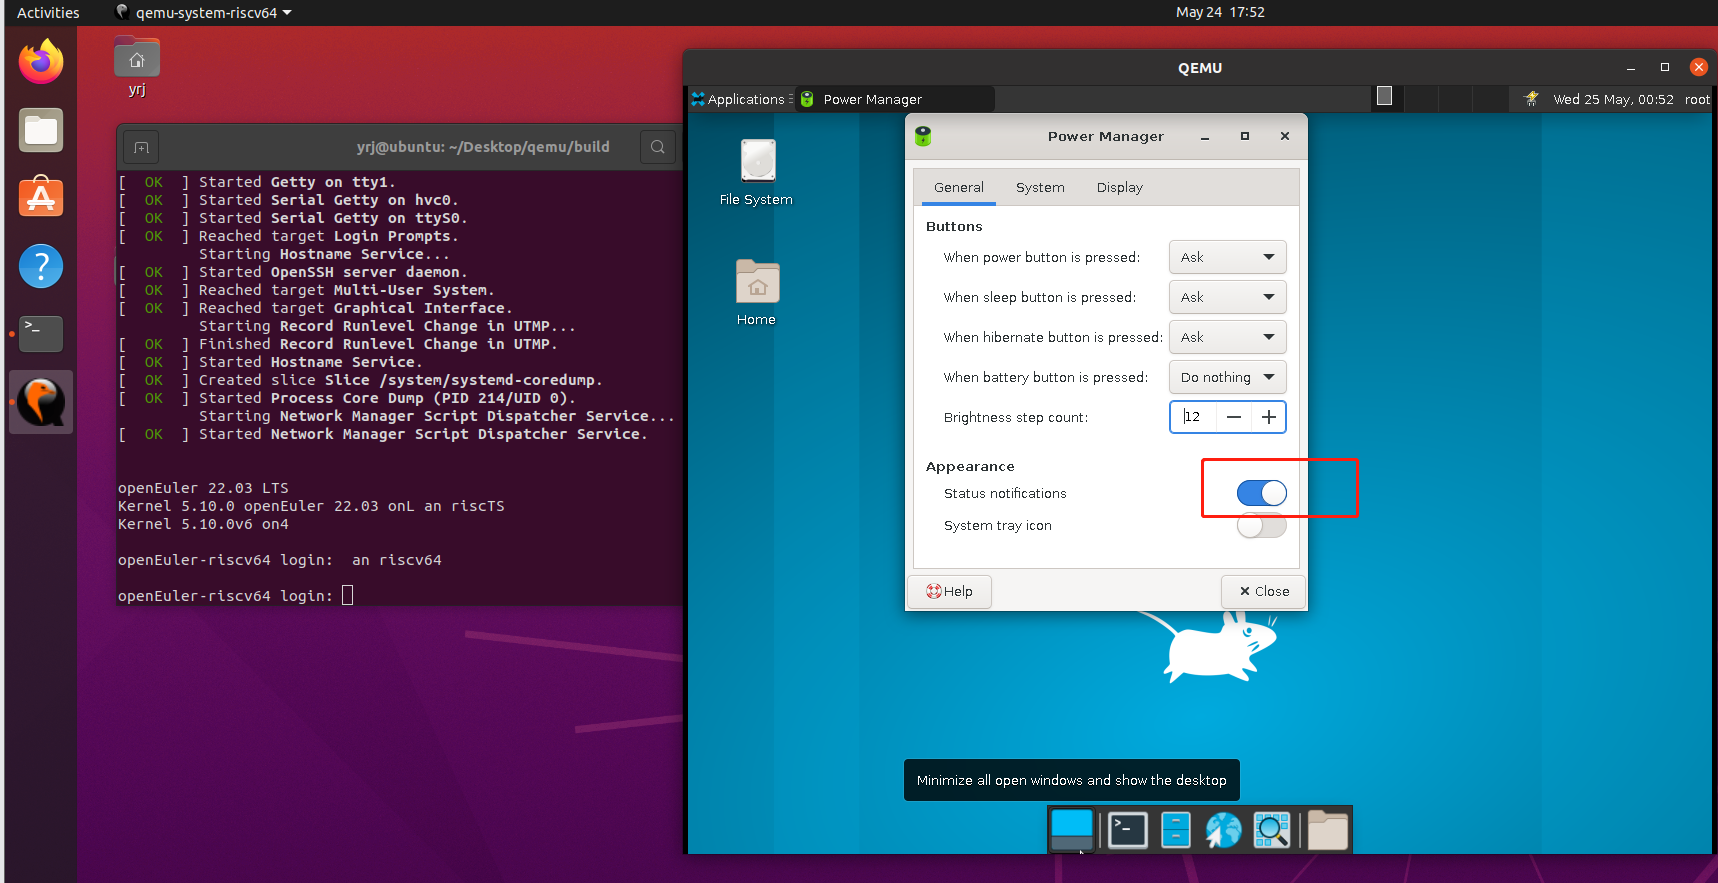 Activities
qemu-system-riscv64
May 24 17:52
yrj
yrj@ubuntu: ~/Desktop/qemu/build
[ OK ] Started Getty on tty1.
[ OK ] Started Serial Getty on hvc0.
[ OK ] Started Serial Getty on ttyS0.
[ OK ] Reached target Login Prompts.
Starting Hostname Service...
[ OK ] Started OpenSSH server daemon.
[ OK ] Reached target Multi-User System.
[ OK ] Reached target Graphical Interface.
Starting Record Runlevel Change in UTMP...
[ OK ] Finished Record Runlevel Change in UTMP.
[ OK ] Started Hostname Service.
[ OK ] Created slice Slice /system/systemd-coredump.
[ OK ] Started Process Core Dump (PID 214/UID 0).
Starting Network Manager Script Dispatcher Service...
[ OK ] Started Network Manager Script Dispatcher Service.
openEuler 22.03 LTS
Kernel 5.10.0 openEuler 22.03 onL an riscTS
Kernel 5.10.0v6 on4
openEuler-riscv64 login:  an riscv64
openEuler-riscv64 login:
QEMU
Applications
Power Manager
Wed 25 May, 00:52
root
File System
Home
Power Manager
General
System
Display
Buttons
When power button is pressed: Ask
When sleep button is pressed: Ask
When hibernate button is pressed: Ask
When battery button is pressed: Do nothing
Brightness step count: 12 — +
Appearance
Status notifications
System tray icon
Help
Close
Minimize all open windows and show the desktop